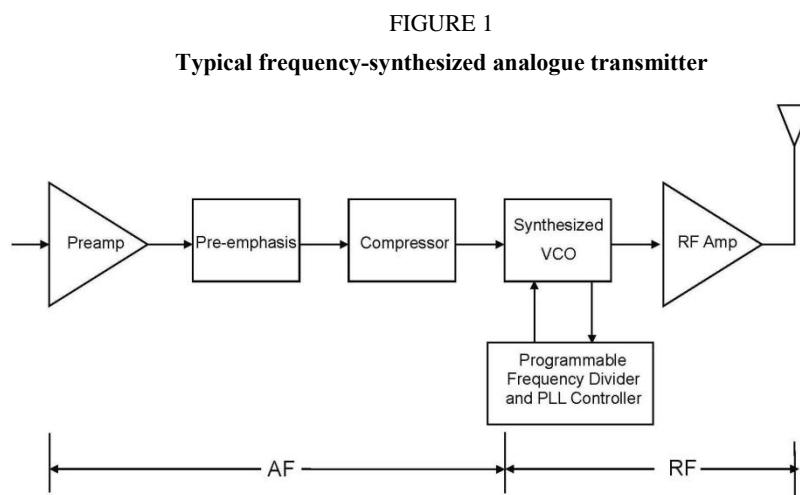 FIGURE 1
Typical frequency-synthesized analogue transmitter
Preamp
Pre-emphasis
Compressor
Synthesized
VCO
RF Amp
Programmable
Frequency Divider
and PLL Controller
AF
RF